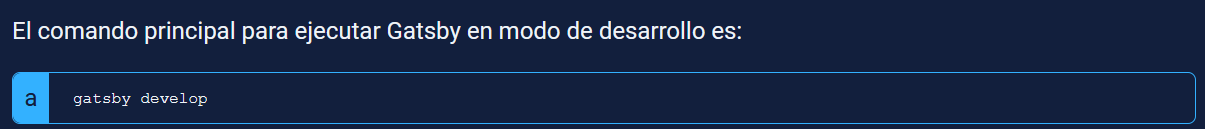 El comando principal para ejecutar Gatsby en modo de desarrollo es:
a gatsby develop